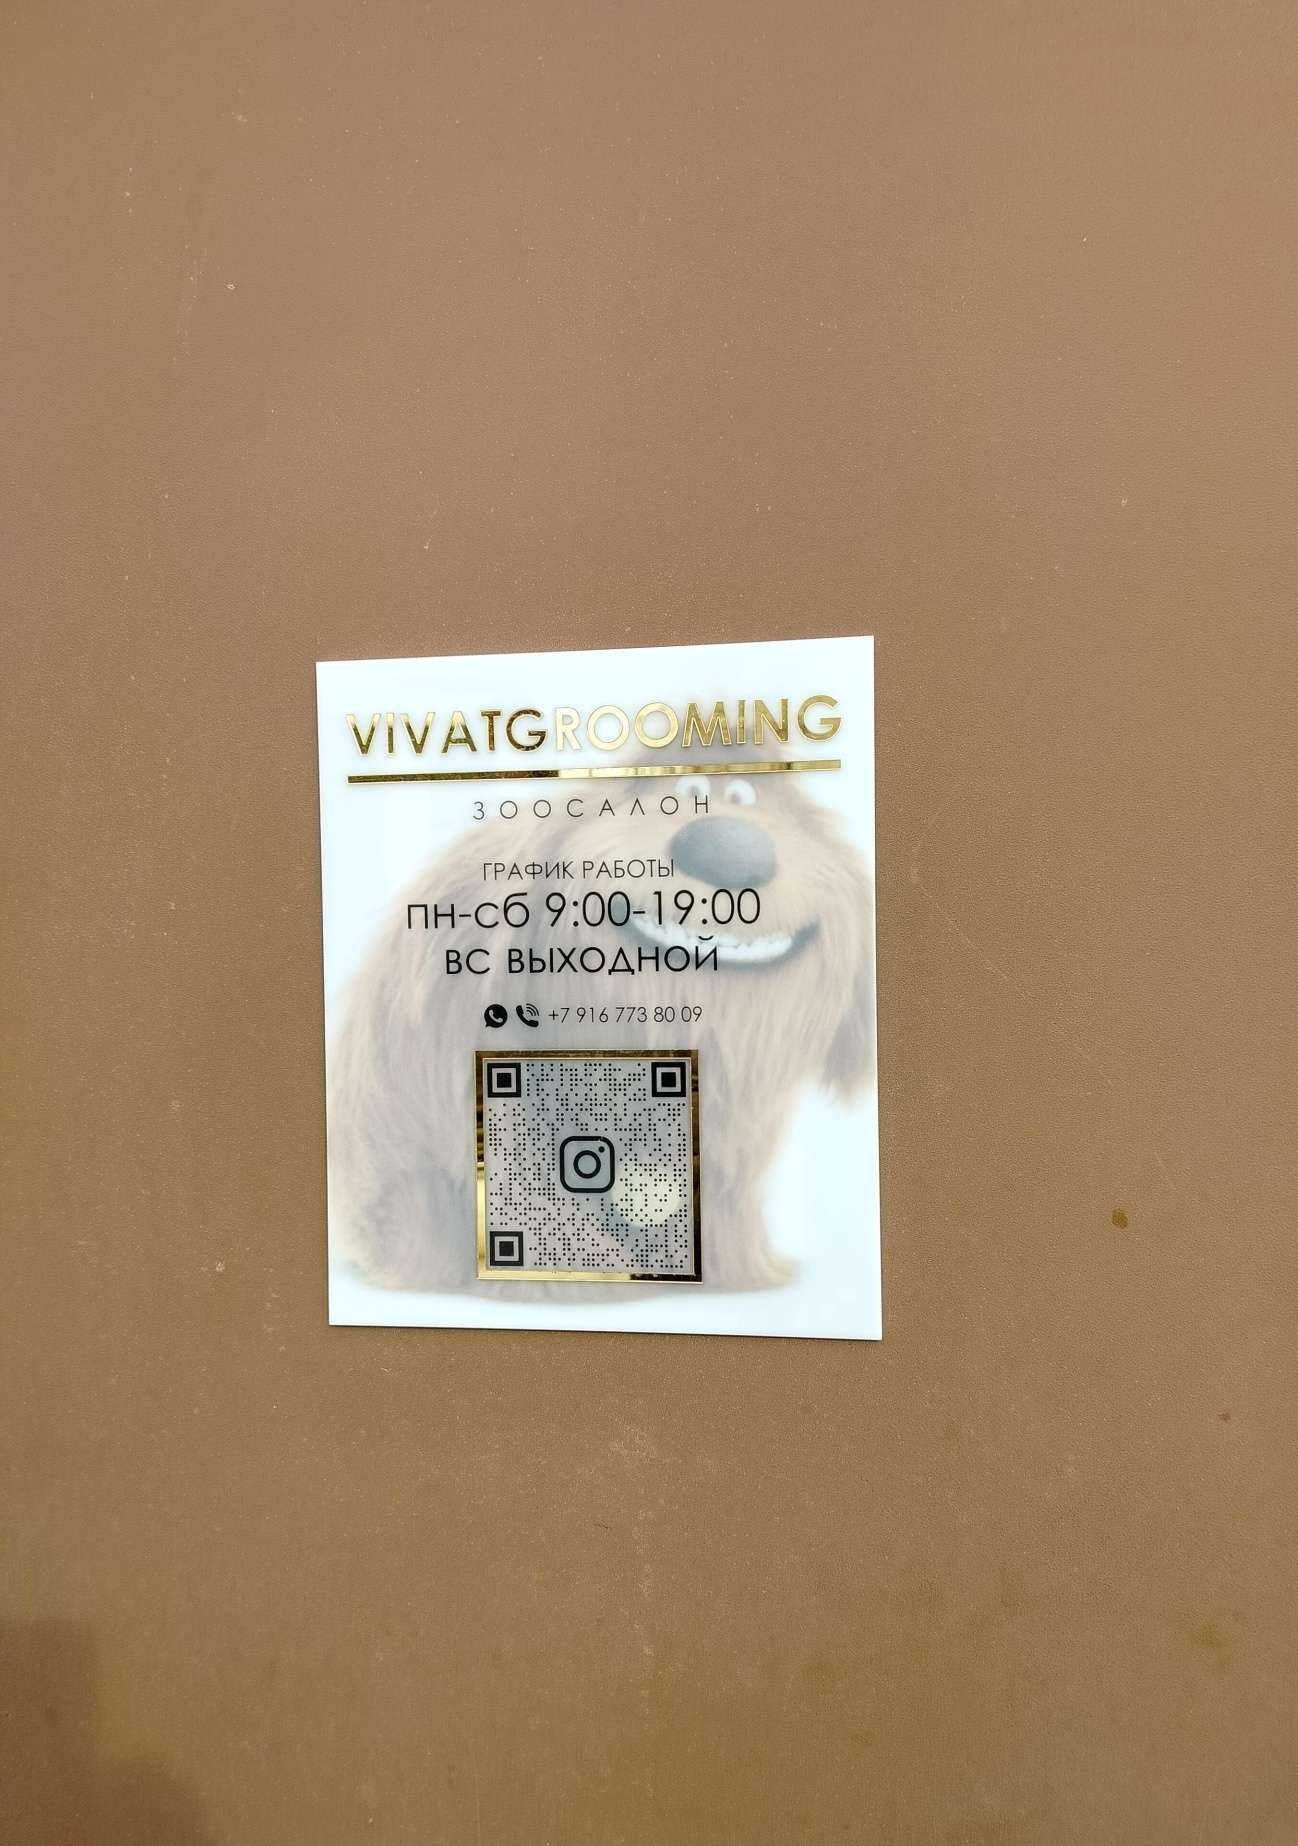 VIVATGROOMING
ЗООСАЛОН
ГРАФИК РАБОТЫ
пн-сб 9:00-19:00
ВС ВЫХОДНОЙ
+7 916 773 80 09